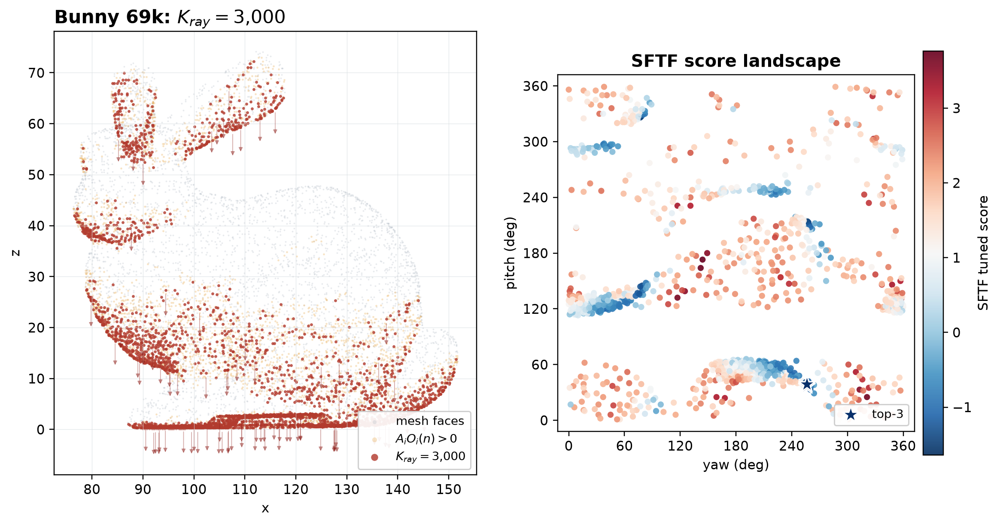 Bunny 69k: K_ray = 3,000
z
70
60
50
40
30
20
10
0
80 90 100 110 120 130 140 150
x
mesh faces
A_iO_i(n) > 0
K_ray = 3,000
SFTF score landscape
pitch (deg)
360
300
240
180
120
60
0
0 60 120 180 240 300 360
yaw (deg)
top-3
3
2
1
0
−1
SFTF tuned score